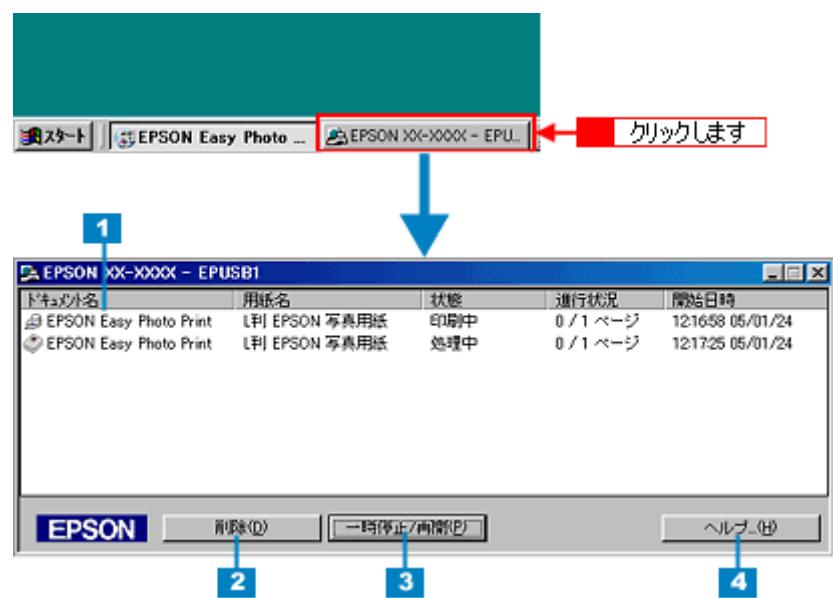 スタート EPSON Easy Photo ... EPSON XX-XXXX - EPU... クリックします
1
EPSON XX-XXXX - EPUSB1
ドキュメント名 用紙名 状態 進行状況 開始日時
EPSON Easy Photo Print L判 EPSON 写真用紙 印刷中 0 / 1 ページ 12:16:58 05/01/24
EPSON Easy Photo Print L判 EPSON 写真用紙 処理中 0 / 1 ページ 12:17:25 05/01/24
EPSON 削除(D) 一時停止/再開(P) ヘルプ...(H)
2 3 4